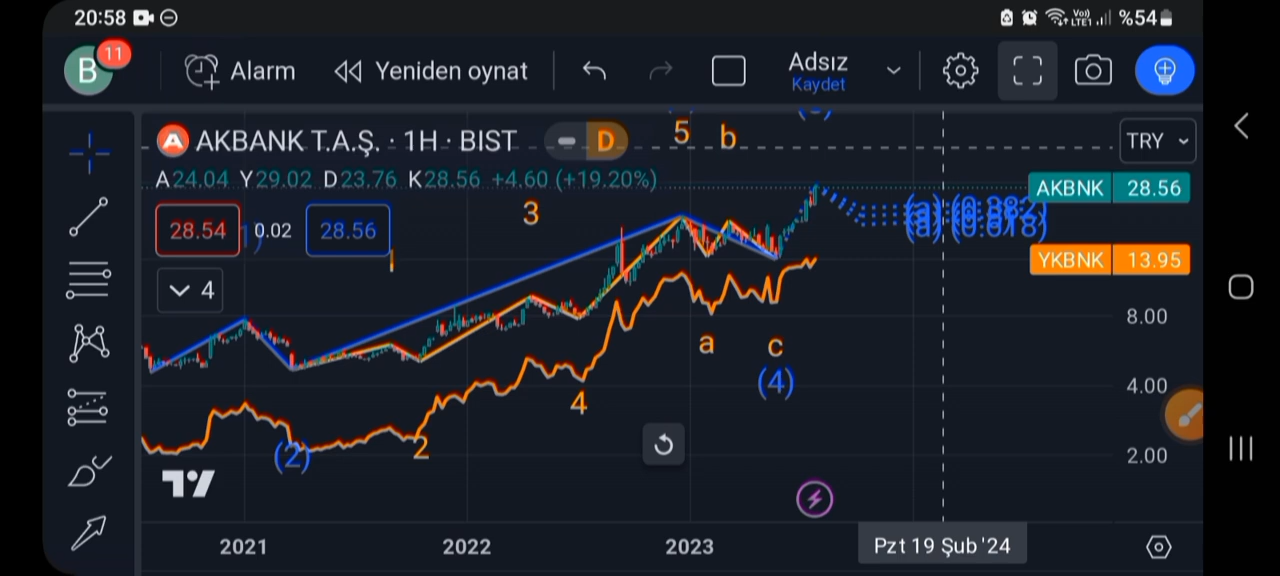 20:58
Vo)) LTE1 %54
B 11 Alarm Yeniden oynat Adsız
Kaydet
AKBANK T.A.Ş. · 1H · BIST D 5 b TRY
A24.04 Y29.02 D23.76 K28.56 +4.60 (+19.20%)
AKBNK 28.56
28.54 0.02 28.56 3
YKBNK 13.95
4
8.00
a c
(4) 4.00
4
2
(2) 2.00
2021 2022 2023 Pzt 19 Şub '24